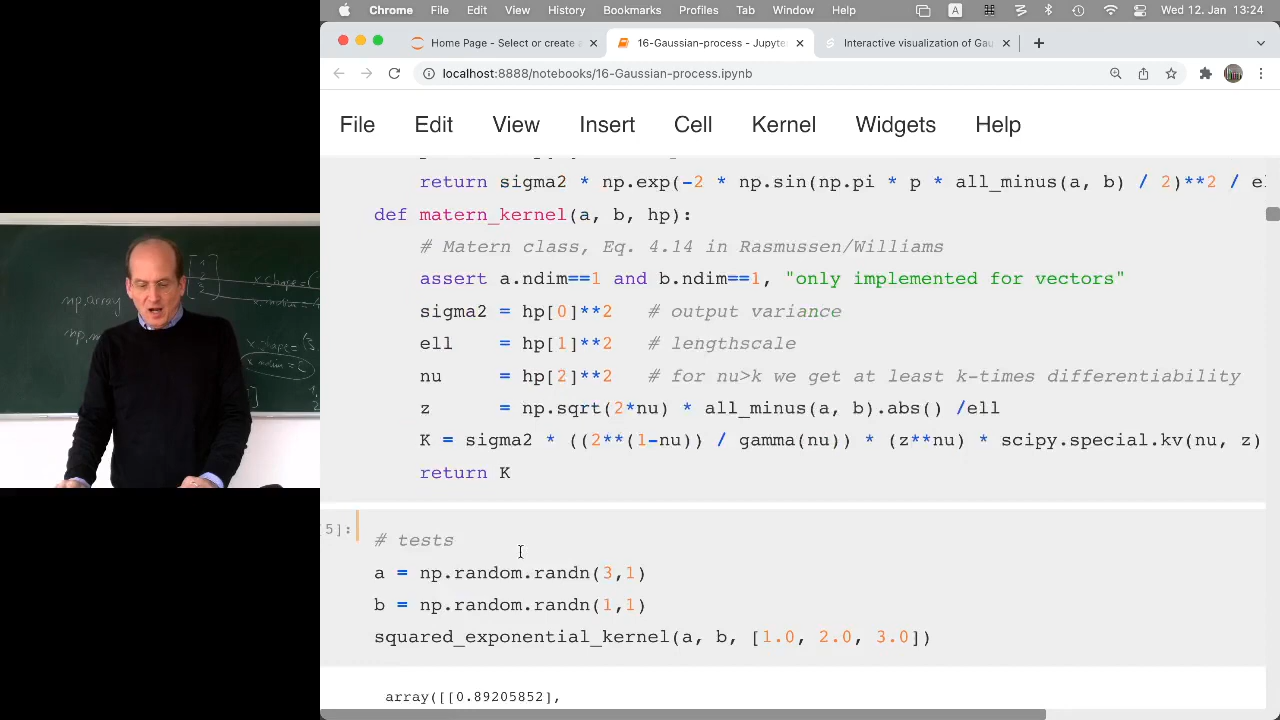 Chrome File Edit View History Bookmarks Profiles Tab Window Help A Wed 12. Jan 13:24
Home Page - Select or create 16-Gaussian-process - Jupyte Interactive visualization of Gau
localhost:8888/notebooks/16-Gaussian-process.ipynb
File Edit View Insert Cell Kernel Widgets Help
return sigma2 * np.exp(-2 * np.sin(np.pi * p * all_minus(a, b) / 2)**2 / el
def matern_kernel(a, b, hp):
# Matern class, Eq. 4.14 in Rasmussen/Williams
assert a.ndim==1 and b.ndim==1, "only implemented for vectors"
sigma2 = hp[0]**2 # output variance
ell = hp[1]**2 # lengthscale
nu = hp[2]**2 # for nu>k we get at least k-times differentiability
z = np.sqrt(2*nu) * all_minus(a, b).abs() /ell
K = sigma2 * ((2**(1-nu)) / gamma(nu)) * (z**nu) * scipy.special.kv(nu, z)
return K
5]:
# tests
a = np.random.randn(3,1)
b = np.random.randn(1,1)
squared_exponential_kernel(a, b, [1.0, 2.0, 3.0])
array([[0.89205852],
np.array
x.shape=(
x.shape=(3,